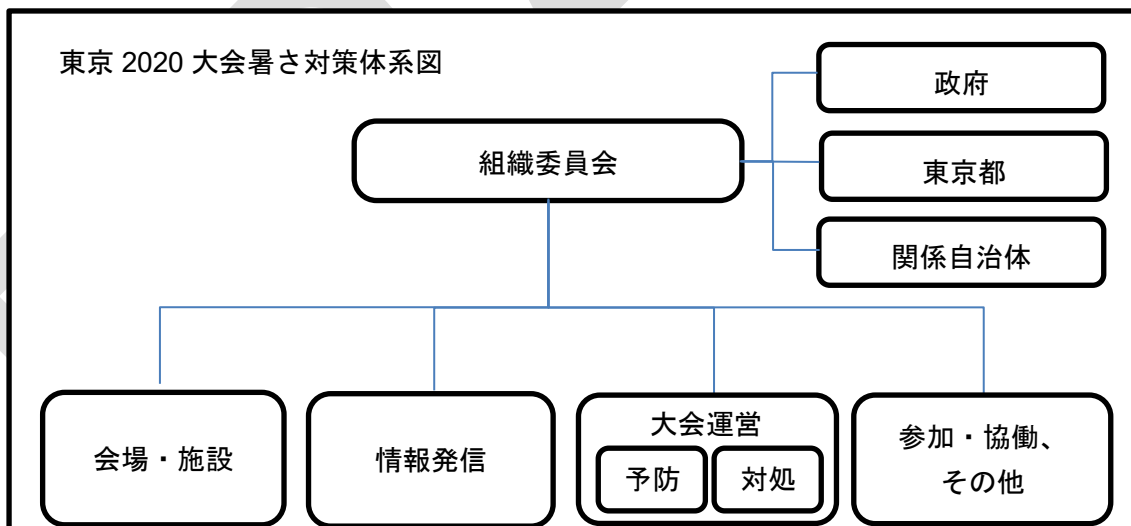 東京 2020 大会暑さ対策体系図
政府
組織委員会
東京都
関係自治体
会場・施設
情報発信
大会運営
予防
対処
参加・協働、
その他